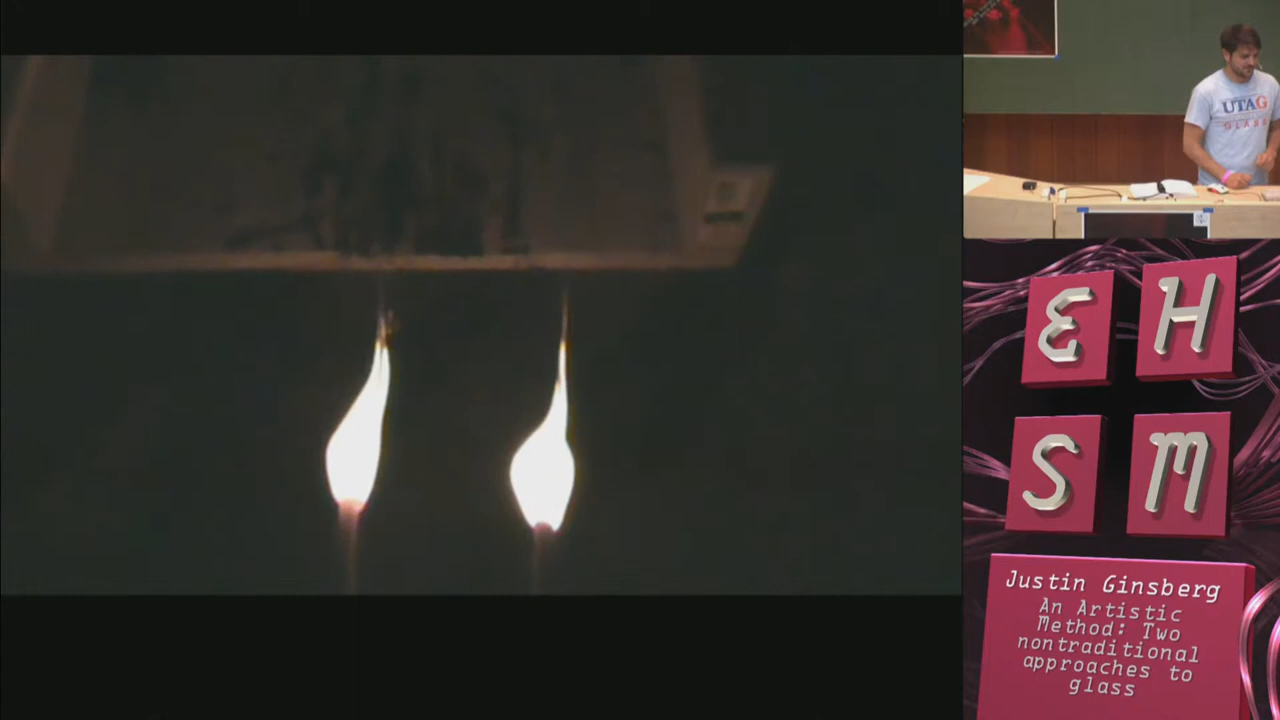 UTAG
GLASS
E H
S M
Justin Ginsberg
An Artistic
Method: Two
nontraditional
approaches to
glass